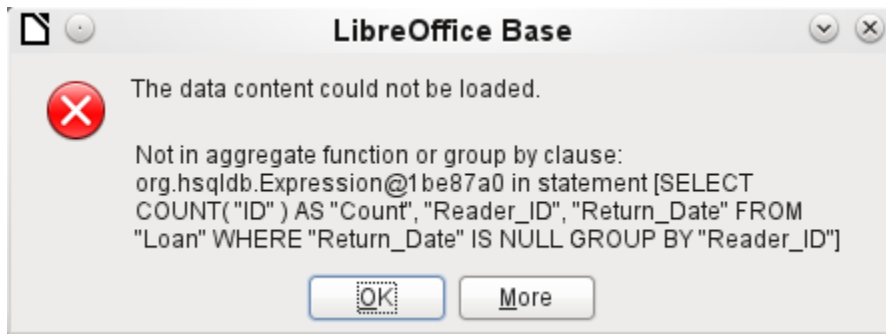 LibreOffice Base
The data content could not be loaded.
Not in aggregate function or group by clause:
org.hsqldb.Expression@1be87a0 in statement [SELECT
COUNT( "ID" ) AS "Count", "Reader_ID", "Return_Date" FROM
"Loan" WHERE "Return_Date" IS NULL GROUP BY "Reader_ID"]
OK More